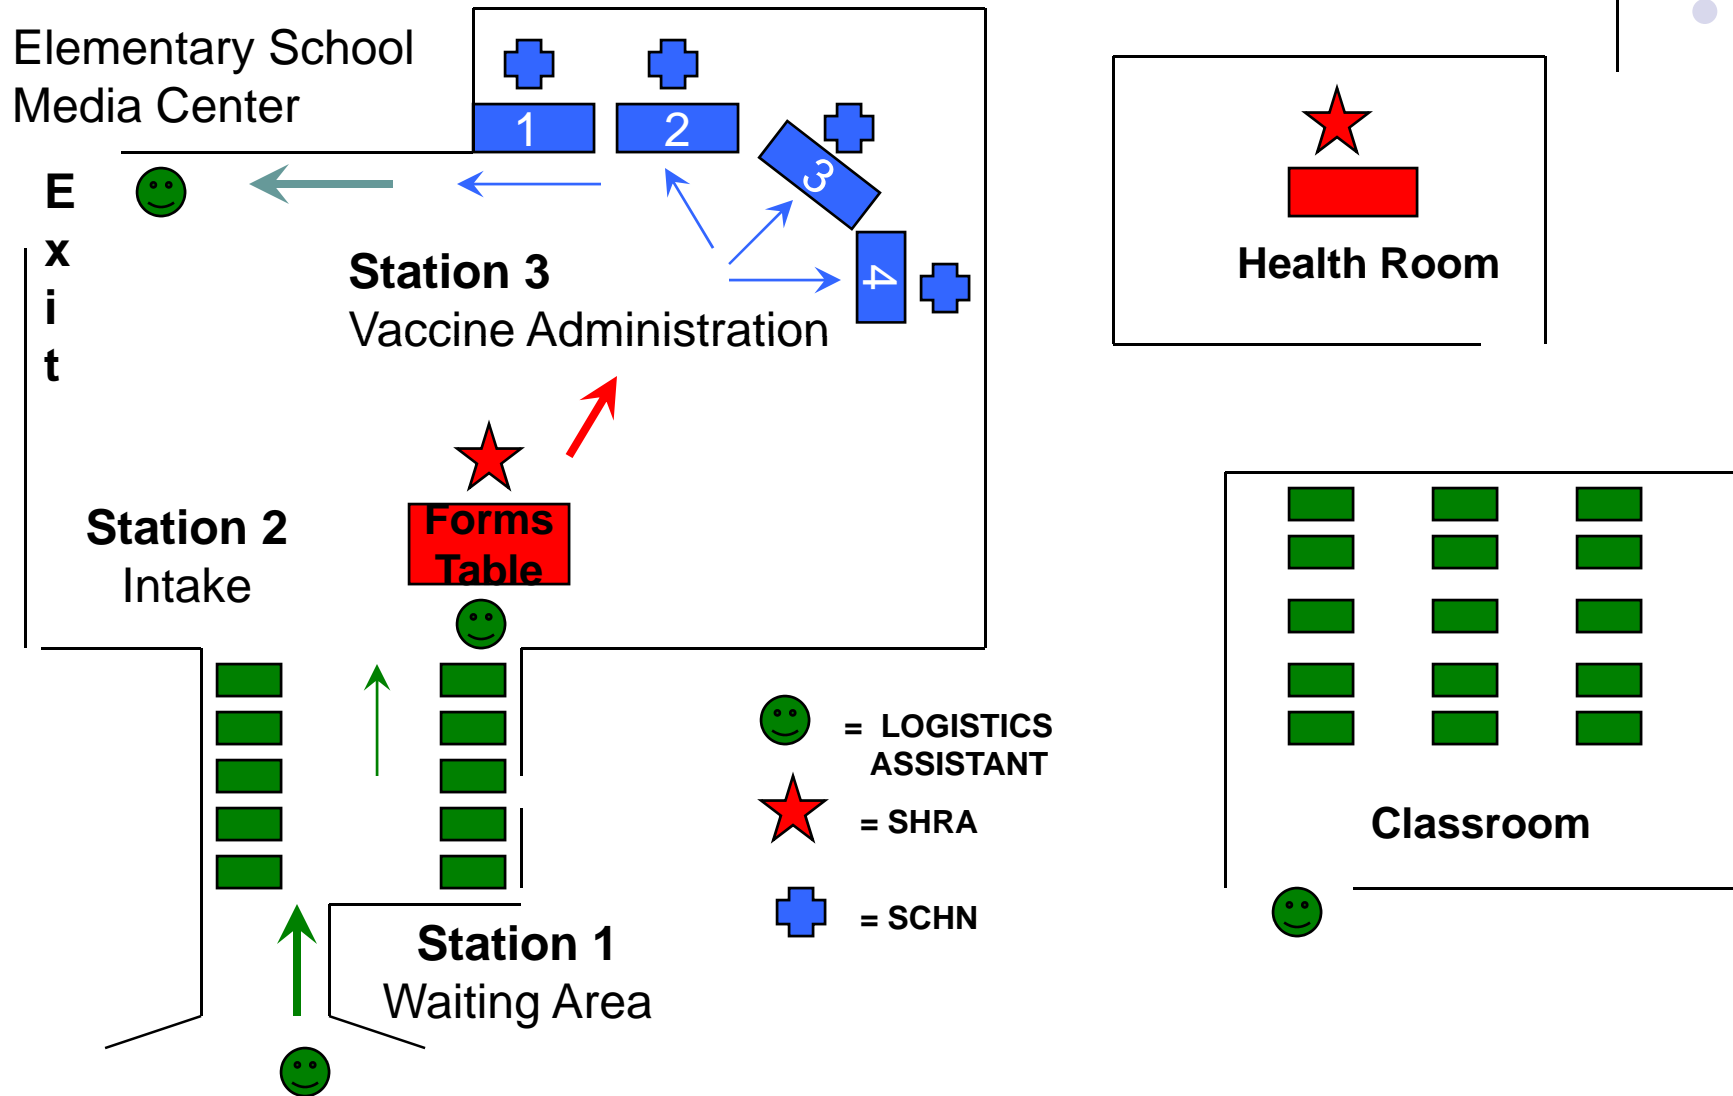 Elementary School
Media Center
1
2
3
4
E
x
i
t
Station 3
Vaccine Administration
Health Room
Forms
Table
Station 2
Intake
= LOGISTICS
ASSISTANT
= SHRA
= SCHN
Classroom
Station 1
Waiting Area